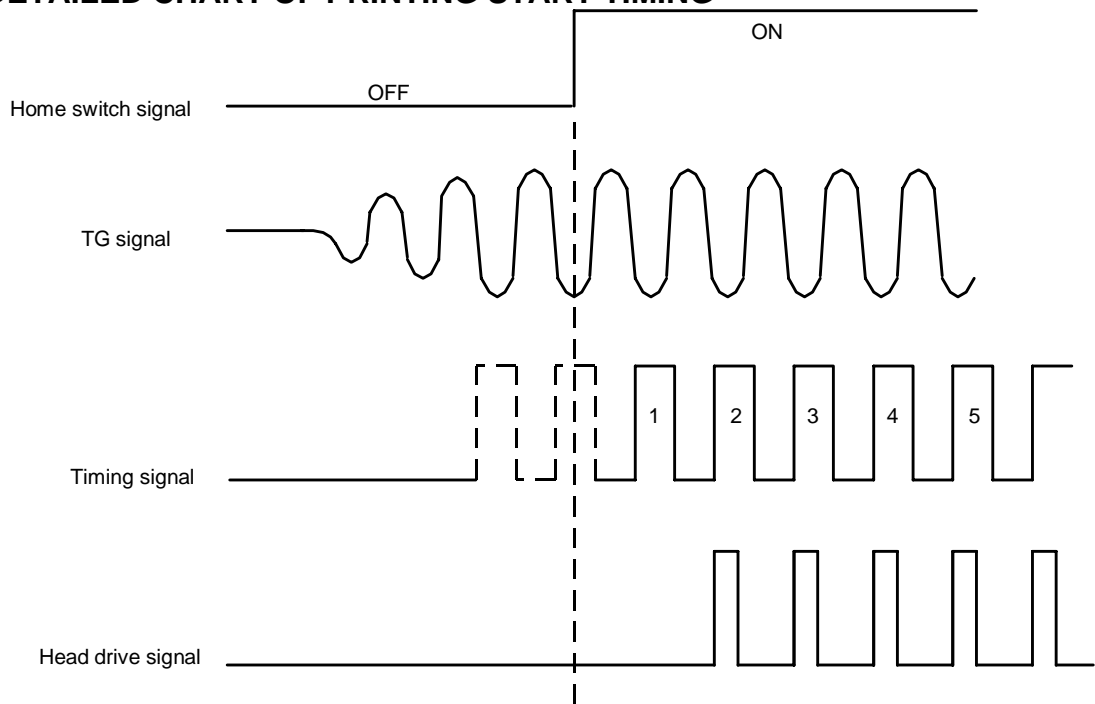 DETAILED CHART OF PRINTING START TIMING
ON
OFF
Home switch signal
TG signal
1 2 3 4 5
Timing signal
Head drive signal